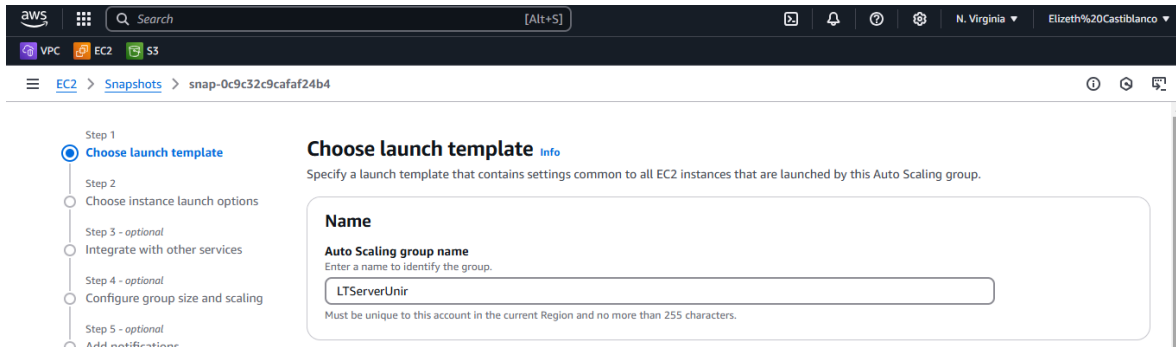 aws Search [Alt+S] N. Virginia Elizeth%20Castiblanco
VPC EC2 S3
EC2 > Snapshots > snap-0c9c32c9cafaf24b4
Step 1
Choose launch template
Step 2
Choose instance launch options
Step 3 - optional
Integrate with other services
Step 4 - optional
Configure group size and scaling
Step 5 - optional
Add notifications
Choose launch template Info
Specify a launch template that contains settings common to all EC2 instances that are launched by this Auto Scaling group.
Name
Auto Scaling group name
Enter a name to identify the group.
LTServerUnir
Must be unique to this account in the current Region and no more than 255 characters.